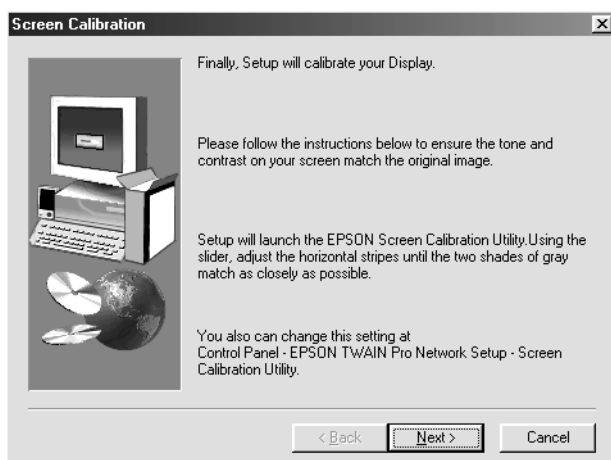 Screen Calibration
Finally, Setup will calibrate your Display.
Please follow the instructions below to ensure the tone and
contrast on your screen match the original image.
Setup will launch the EPSON Screen Calibration Utility.Using the
slider, adjust the horizontal stripes until the two shades of gray
match as closely as possible.
You also can change this setting at
Control Panel - EPSON TWAIN Pro Network Setup - Screen
Calibration Utility.
< Back
Next >
Cancel